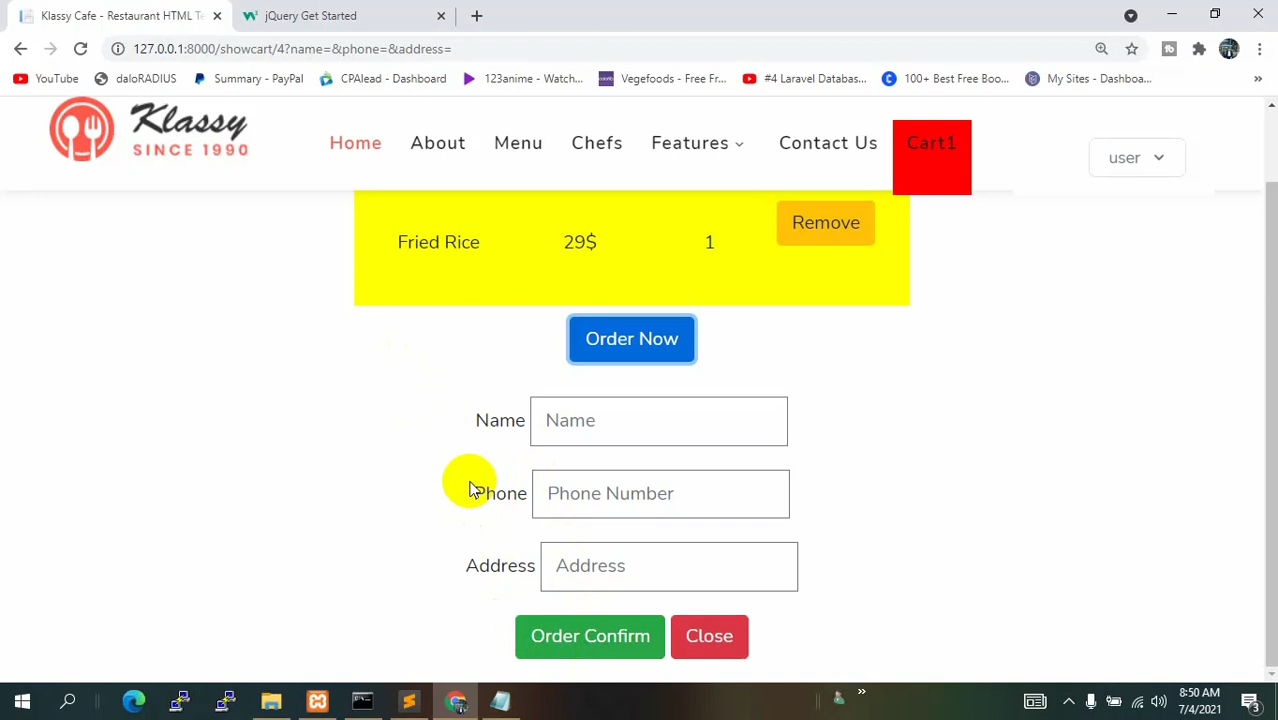 Klassy Cafe - Restaurant HTML Te
jQuery Get Started
127.0.0.1:8000/showcart/4?name=&phone=&address=
YouTube
daloRADIUS
Summary - PayPal
CPAlead - Dashboard
123anime - Watch...
Vegefoods - Free Fr...
#4 Laravel Databas...
100+ Best Free Boo...
My Sites - Dashboa...
»
Klassy
SINCE 1990
Home
About
Menu
Chefs
Features
Contact Us
Cart1
user
Fried Rice
29$
1
Remove
Order Now
Name
Name
Phone
Phone Number
Address
Address
Order Confirm
Close
8:50 AM
7/4/2021
3